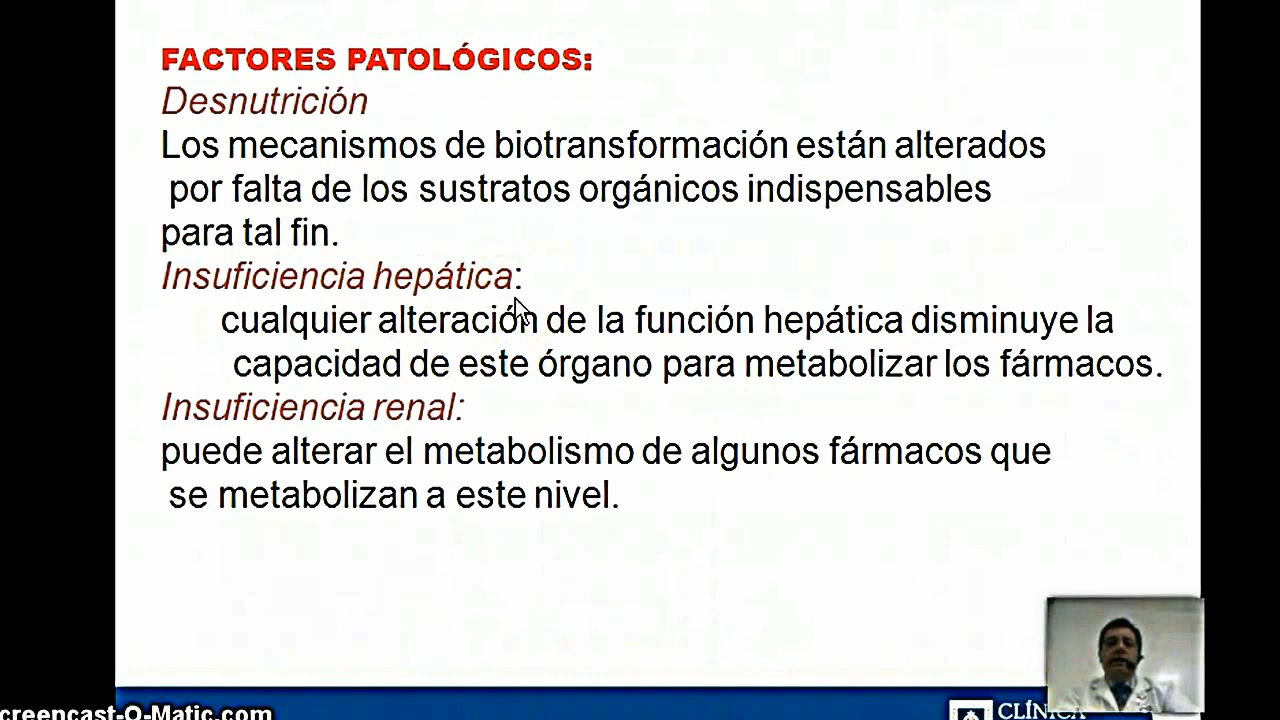 FACTORES PATOLÓGICOS:
Desnutrición
Los mecanismos de biotransformación están alterados
por falta de los sustratos orgánicos indispensables
para tal fin.
Insuficiencia hepática:
cualquier alteración de la función hepática disminuye la
capacidad de este órgano para metabolizar los fármacos.
Insuficiencia renal:
puede alterar el metabolismo de algunos fármacos que
se metabolizan a este nivel.
CLÍNICA
creencast-O-Matic.com